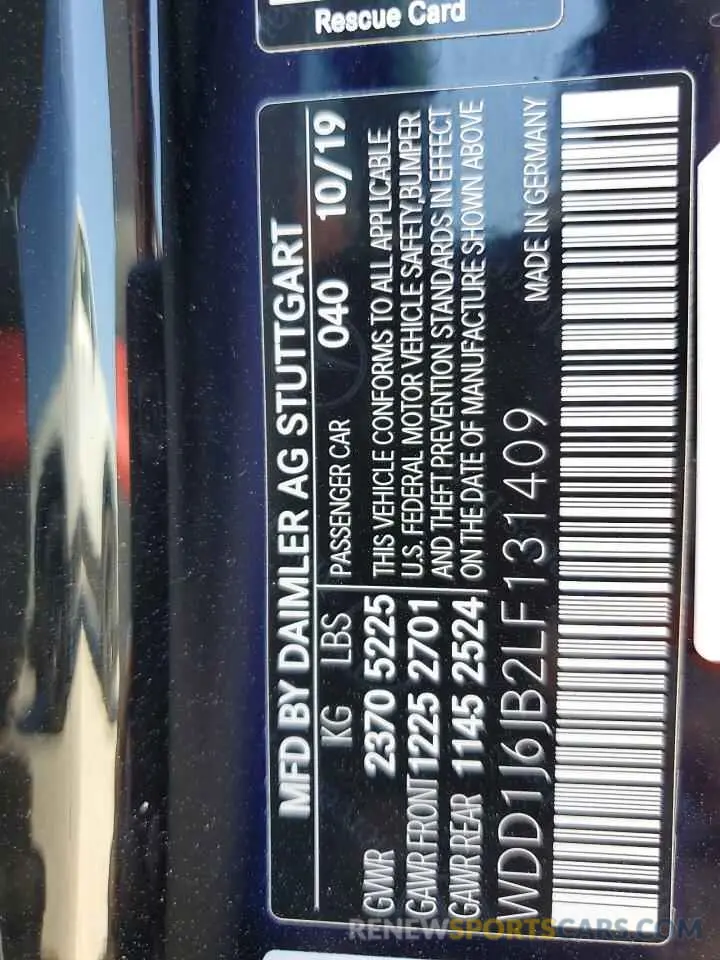 Rescue Card
MFD BY DAIMLER AG STUTTGART
KG LBS PASSENGER CAR 040 10/19
GVWR 2370 5225 THIS VEHICLE CONFORMS TO ALL APPLICABLE
GAWR FRONT 1225 2701 U.S. FEDERAL MOTOR VEHICLE SAFETY,BUMPER
GAWR REAR 1145 2524 AND THEFT PREVENTION STANDARDS IN EFFECT
ON THE DATE OF MANUFACTURE SHOWN ABOVE
WDD1J6JB2LF131409 MADE IN GERMANY
RENEWSPORTSCARS.COM